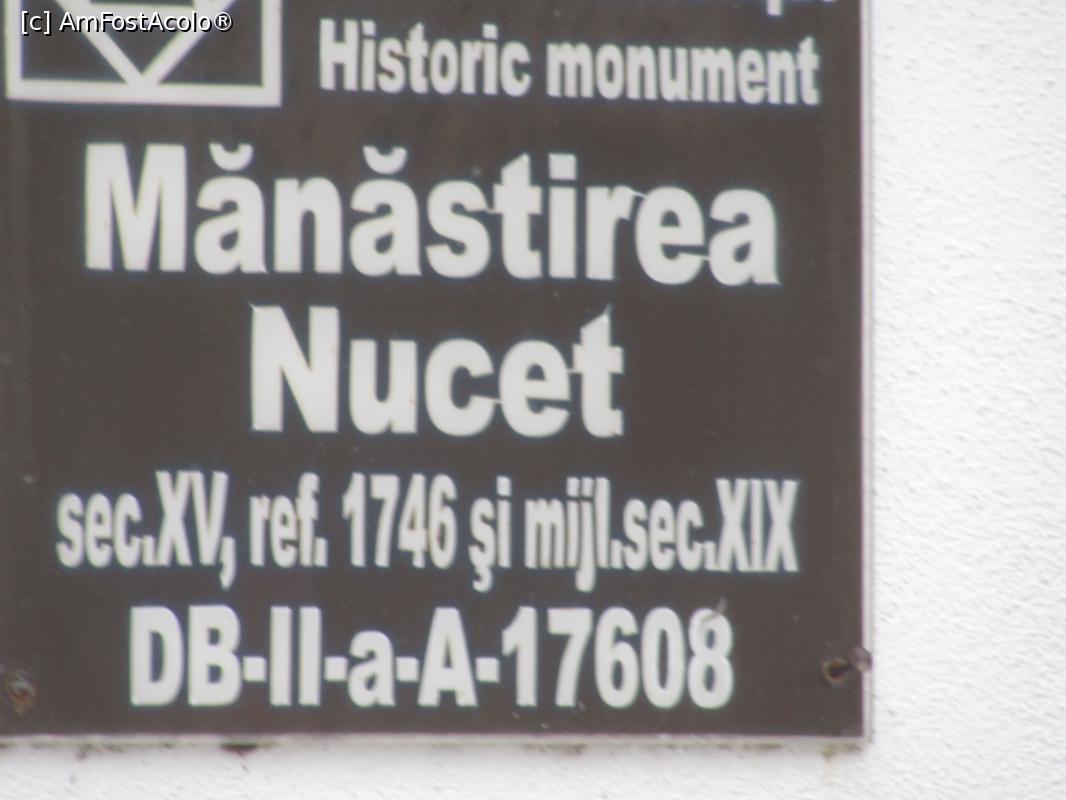 [c] AmFostAcolo®
Historic monument
Mănăstirea
Nucet
sec.XV, ref. 1746 şi mijl.sec.XIX
DB-II-a-A-17608